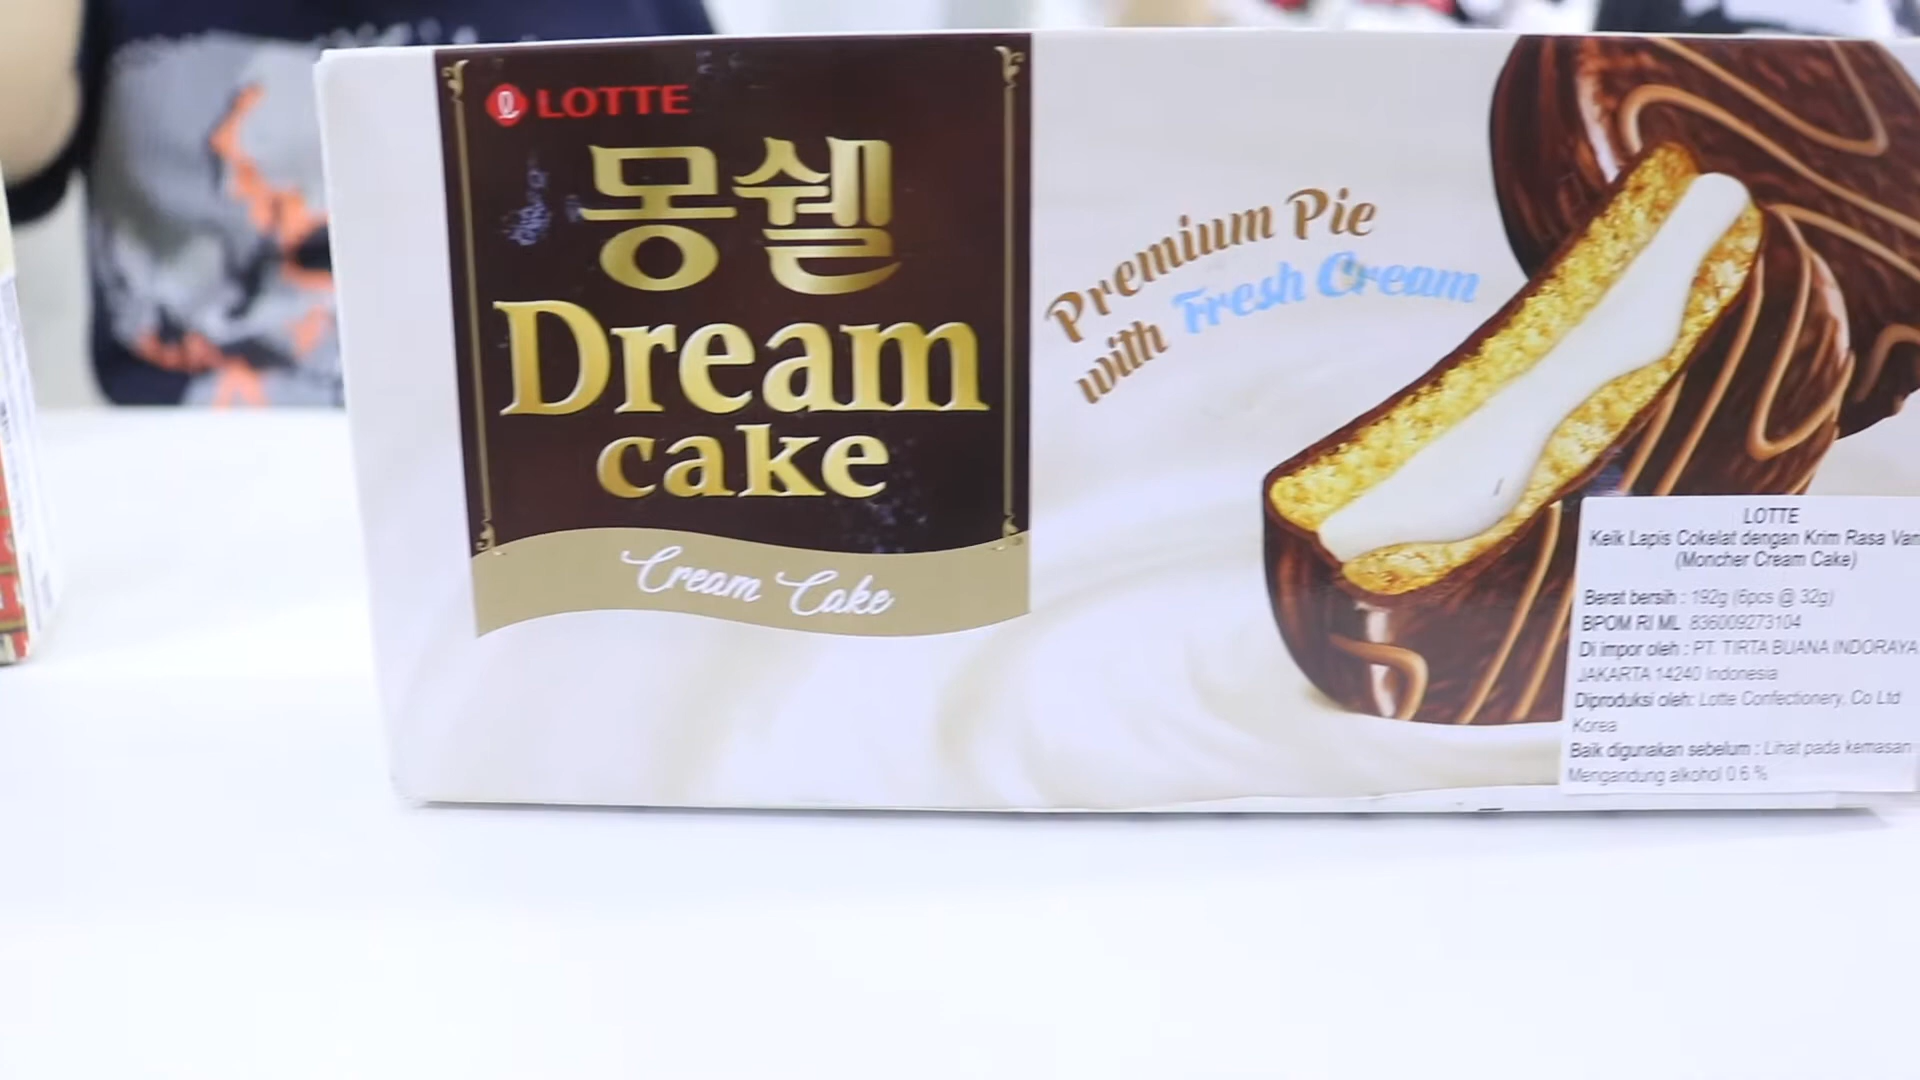 LOTTE
몽쉘
Dream
cake
Cream Cake
Premium Pie
with Fresh Cream
LOTTE
Keik Lapis Cokelat dengan Krim Rasa
(Moncher Cream Cake)
Berat bersih : 192g (6pcs @ 32g)
BPOM RI ML 836009273104
Di impor oleh : PT. TIRTA BUANA INDORAYA
JAKARTA 14240 Indonesia
Diproduksi oleh: Lotte Confectionery, Co Ltd
Korea
Baik digunakan sebelum : Lihat pada kemasan
Mengandung alkohol 0.6 %